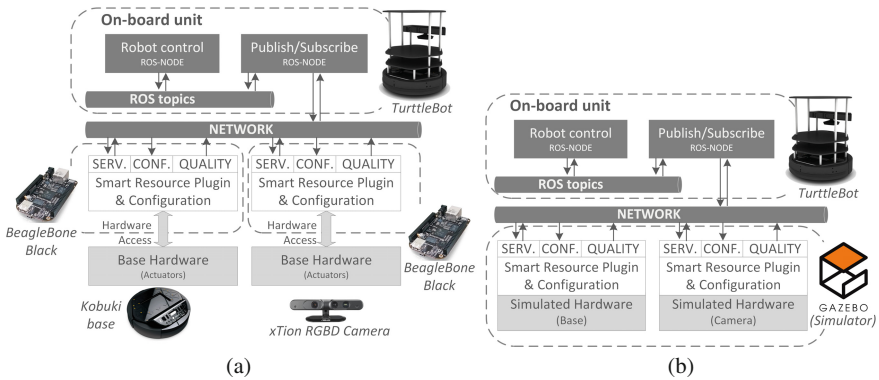 On-board unit
Robot control
ROS-NODE
Publish/Subscribe
ROS-NODE
ROS topics
TurttleBot
NETWORK
SERV. CONF. QUALITY
Smart Resource Plugin
& Configuration
SERV. CONF. QUALITY
Smart Resource Plugin
& Configuration
BeagleBone
Black
Hardware
Access
Hardware
Access
Base Hardware
(Actuators)
Base Hardware
(Actuators)
BeagleBone
Black
Kobuki
base
xTion RGBD Camera
(a)
On-board unit
Robot control
ROS-NODE
Publish/Subscribe
ROS-NODE
ROS topics
TurttleBot
NETWORK
SERV. CONF. QUALITY
Smart Resource Plugin
& Configuration
Simulated Hardware
(Base)
SERV. CONF. QUALITY
Smart Resource Plugin
& Configuration
Simulated Hardware
(Camera)
GAZEBO
(Simulator)
(b)